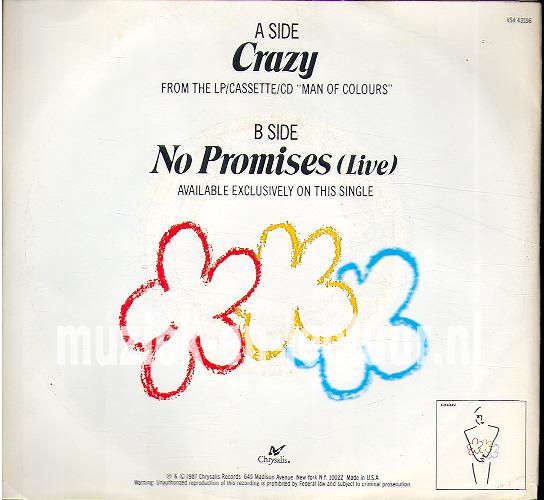 VS4 43156
A SIDE
Crazy
FROM THE LP/CASSETTE/CD "MAN OF COLOURS"
B SIDE
No Promises (Live)
AVAILABLE EXCLUSIVELY ON THIS SINGLE
Chrysalis.
℗ & © 1987 Chrysalis Records 645 Madison Avenue New York N.Y. 10022 Made in U.S.A.
Warning: Unauthorized reproduction of this recording is prohibited by Federal law and subject to criminal prosecution.